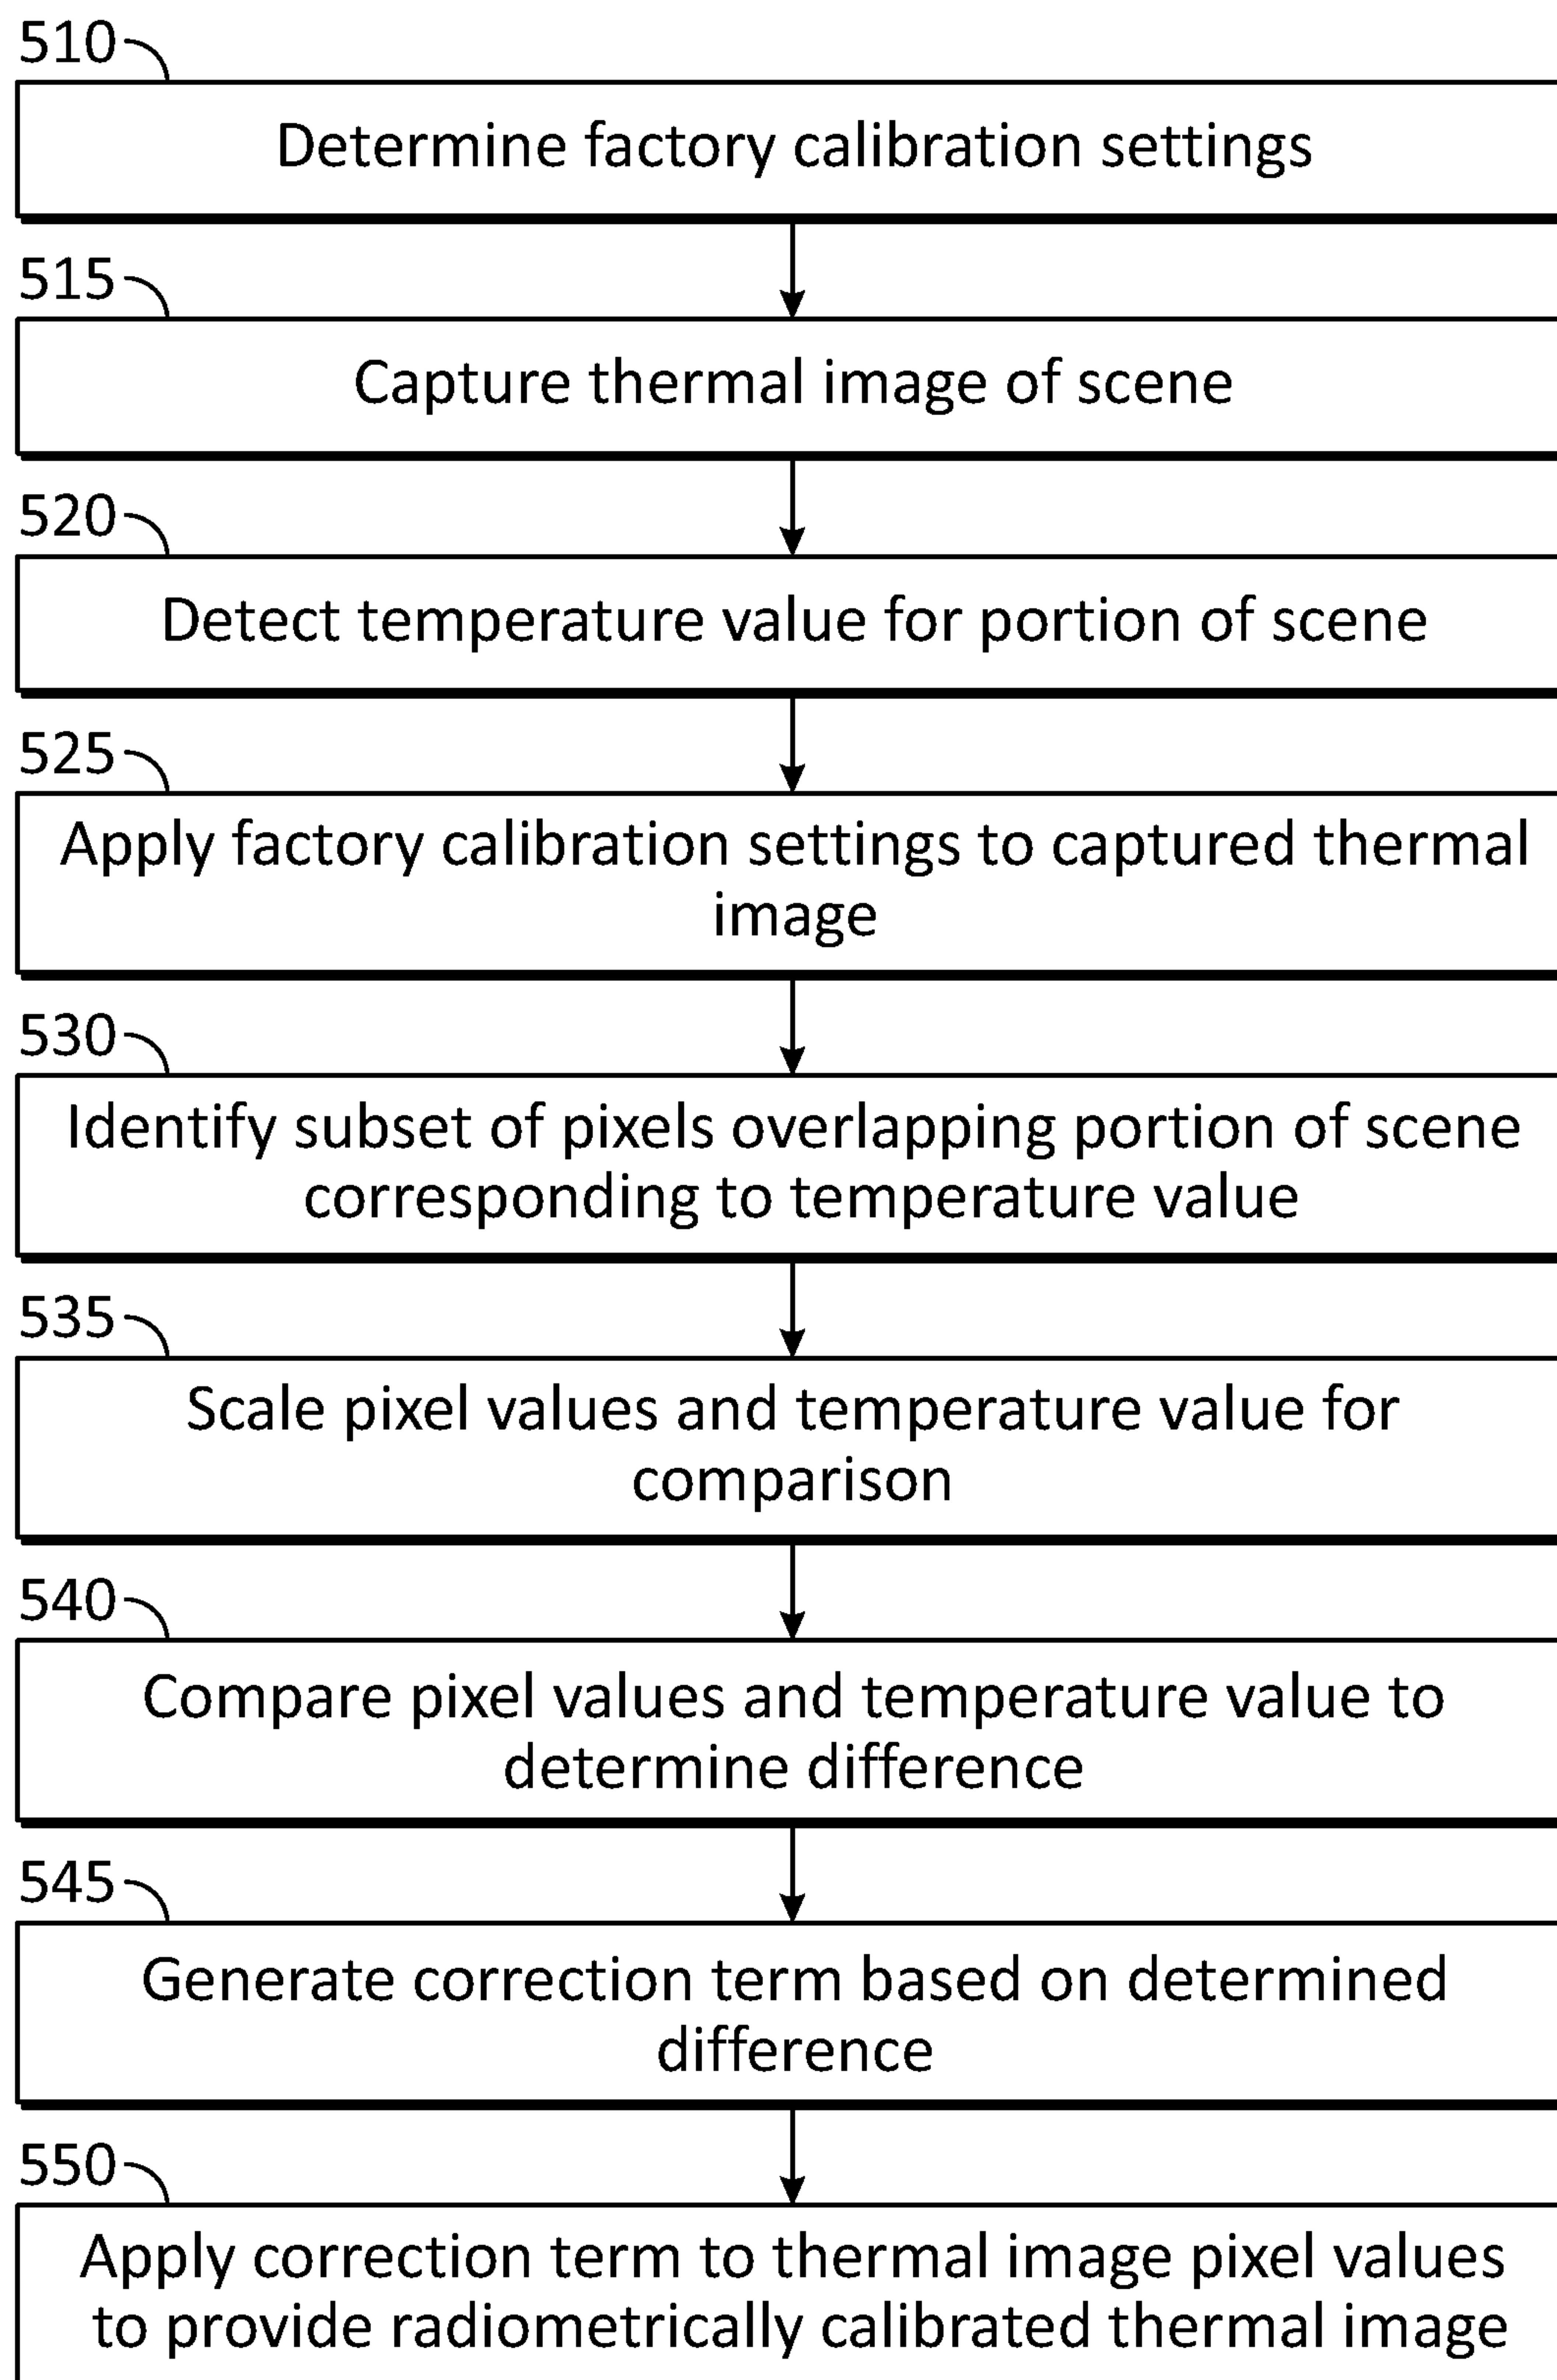 510
Determine factory calibration settings
515
Capture thermal image of scene
520
Detect temperature value for portion of scene
525
Apply factory calibration settings to captured thermal
image
530
Identify subset of pixels overlapping portion of scene
corresponding to temperature value
535
Scale pixel values and temperature value for
comparison
540
Compare pixel values and temperature value to
determine difference
545
Generate correction term based on determined
difference
550
Apply correction term to thermal image pixel values
to provide radiometrically calibrated thermal image